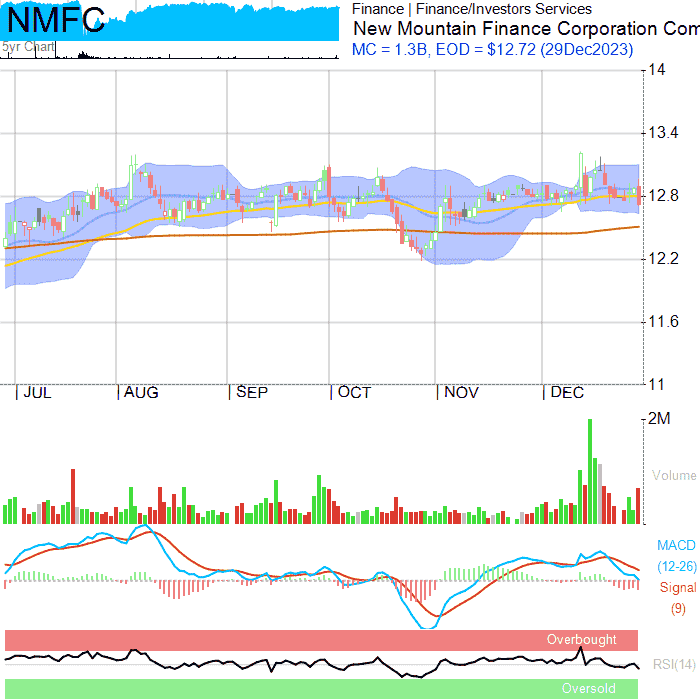 NMFC
5yr Chart
Finance | Finance/Investors Services
New Mountain Finance Corporation Com
MC = 1.3B, EOD = $12.72 (29Dec2023)
14
13.4
12.8
12.2
11.6
11
JUL AUG SEP OCT NOV DEC
2M
Volume
MACD
(12-26)
Signal
(9)
Overbought
RSI(14)
Oversold